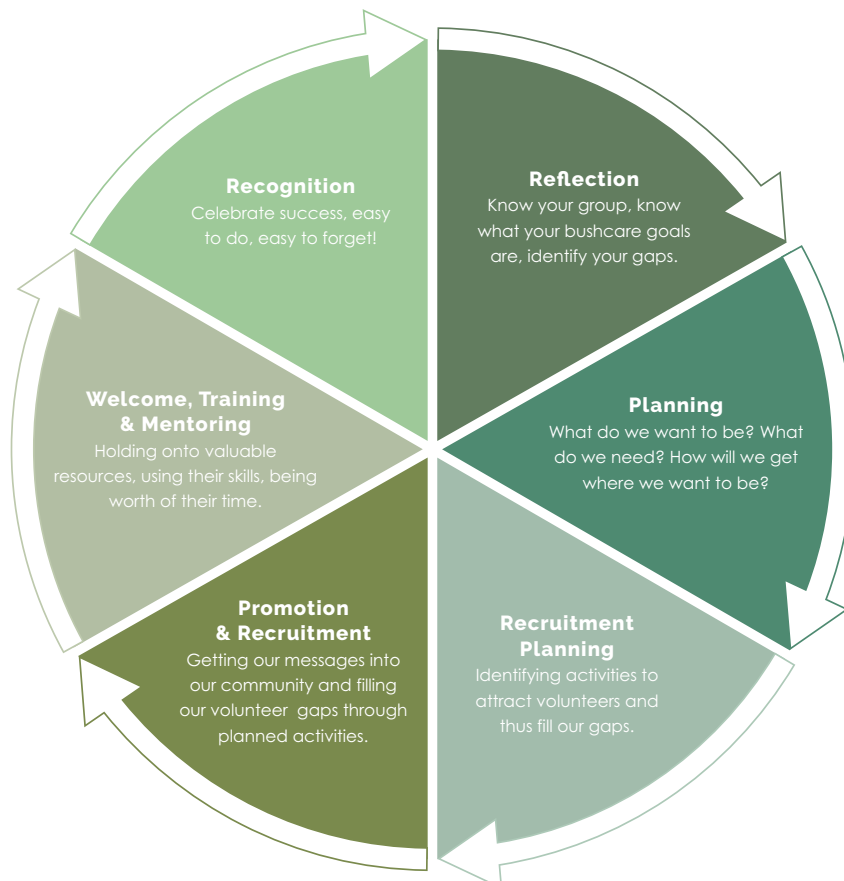 Reflection
Know your group, know
what your bushcare goals
are, identify your gaps.
Planning
What do we want to be? What
do we need? How will we get
where we want to be?
Recruitment
Planning
Identifying activities to
attract volunteers and
thus fill our gaps.
Promotion
& Recruitment
Getting our messages into
our community and filling
our volunteer gaps through
planned activities.
Welcome, Training
& Mentoring
Holding onto valuable
resources, using their skills, being
worth of their time.
Recognition
Celebrate success, easy
to do, easy to forget!